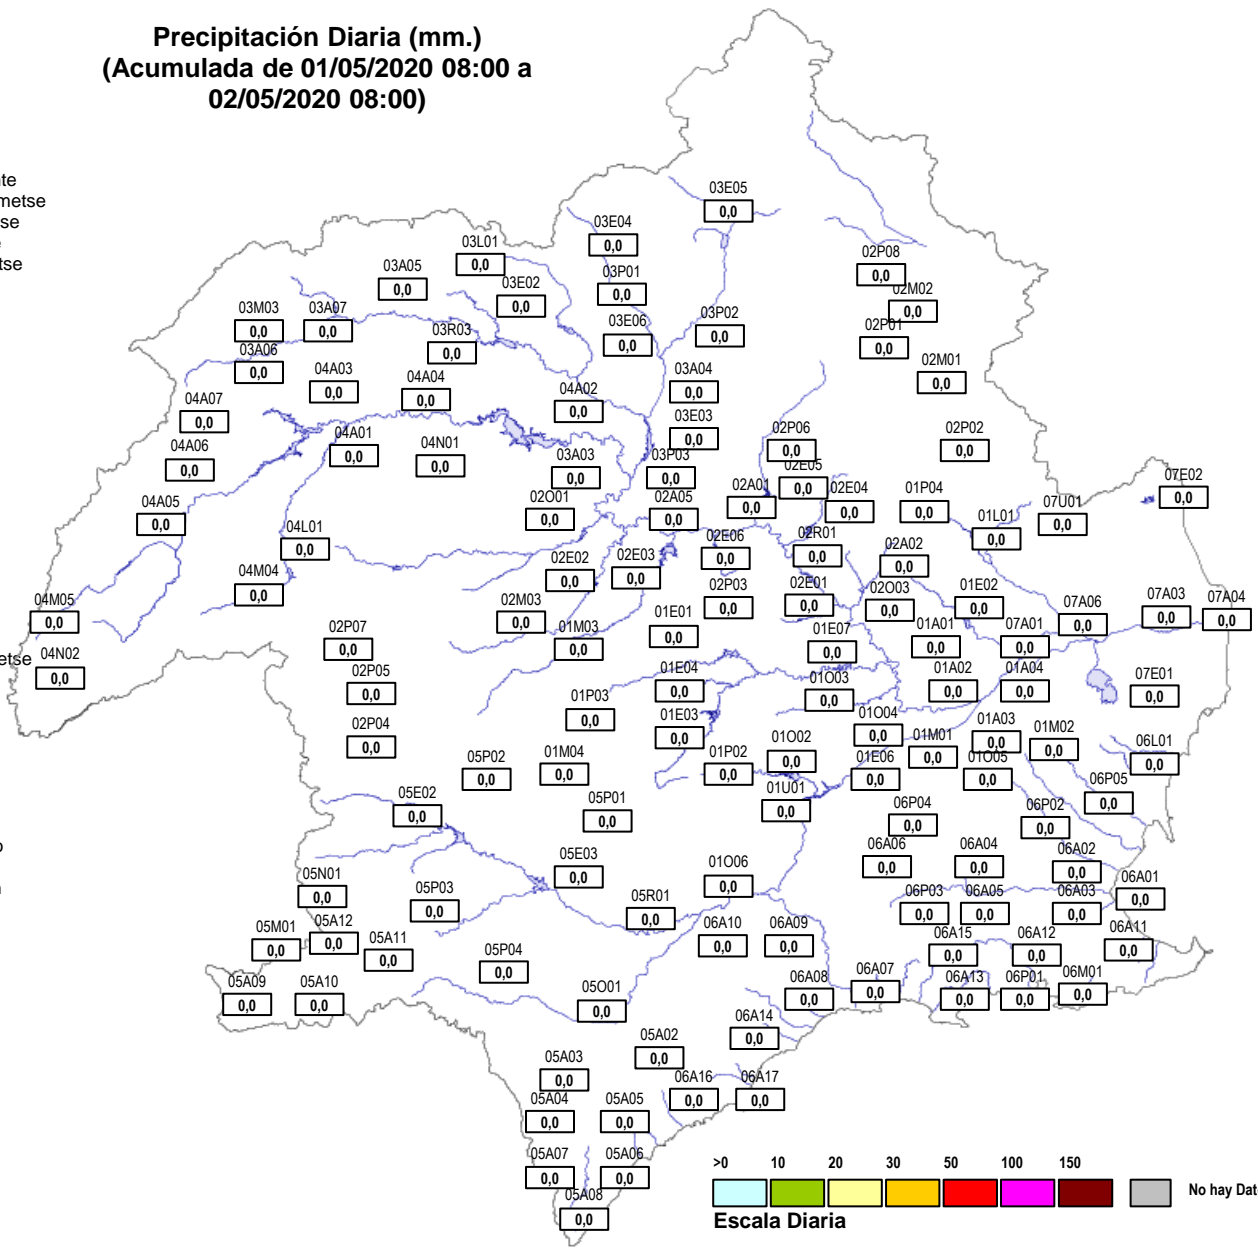 Precipitación Diaria (mm.)
(Acumulada de 01/05/2020 08:00 a
02/05/2020 08:00)
te
metse
se
tse
etse
03E05
0,0
03E04
0,0
03L01
0,0
02P08
0,0
03A05
0,0
03P01
0,0
03E02
0,0
02M02
0,0
03M03
0,0
03A07
0,0
03P02
0,0
03E06
0,0
02P01
0,0
03R03
0,0
03A06
0,0
02M01
0,0
04A03
0,0
04A04
0,0
03A04
0,0
04A02
0,0
04A07
0,0
03E03
0,0
04A01
0,0
04N01
0,0
02P06
0,0
02P02
0,0
04A06
0,0
03A03
0,0
03P03
0,0
02E05
0,0
07E02
0,0
04A05
0,0
02O01
0,0
02A05
0,0
02A01
0,0
02E04
0,0
01P04
0,0
07U01
0,0
01L01
0,0
04L01
0,0
02E06
0,0
02R01
0,0
02A02
0,0
02E02
0,0
02E03
0,0
04M04
0,0
02P03
0,0
02E01
0,0
02O03
0,0
01E02
0,0
07A03
0,0
07A04
0,0
04M05
0,0
02M03
0,0
01E01
0,0
07A06
0,0
02P07
0,0
01M03
0,0
01E07
0,0
01A01
0,0
07A01
0,0
04N02
0,0
02P05
0,0
01E04
0,0
01O03
0,0
01A02
0,0
01A04
0,0
07E01
0,0
01P03
0,0
02P04
0,0
01E03
0,0
01O04
0,0
01A03
0,0
01M02
0,0
05P02
0,0
01M04
0,0
01P02
0,0
01O02
0,0
01E06
0,0
01M01
0,0
01O05
0,0
06L01
0,0
05E02
0,0
05P01
0,0
01U01
0,0
06P04
0,0
06P02
0,0
06P05
0,0
05E03
0,0
01O06
0,0
06A06
0,0
06A04
0,0
06A02
0,0
05N01
0,0
05P03
0,0
05R01
0,0
06P03
0,0
06A05
0,0
06A03
0,0
06A01
0,0
05M01
0,0
05A12
0,0
05A11
0,0
06A10
0,0
06A09
0,0
06A15
0,0
06A12
0,0
06A11
0,0
05P04
0,0
05A09
0,0
05A10
0,0
05O01
0,0
06A08
0,0
06A07
0,0
06A13
0,0
06P01
0,0
06M01
0,0
06A14
0,0
05A02
0,0
05A03
0,0
06A16
0,0
06A17
0,0
05A04
0,0
05A05
0,0
05A07
0,0
05A06
0,0
05A08
0,0
>0 10 20 30 50 100 150
No hay Dat
Escala Diaria